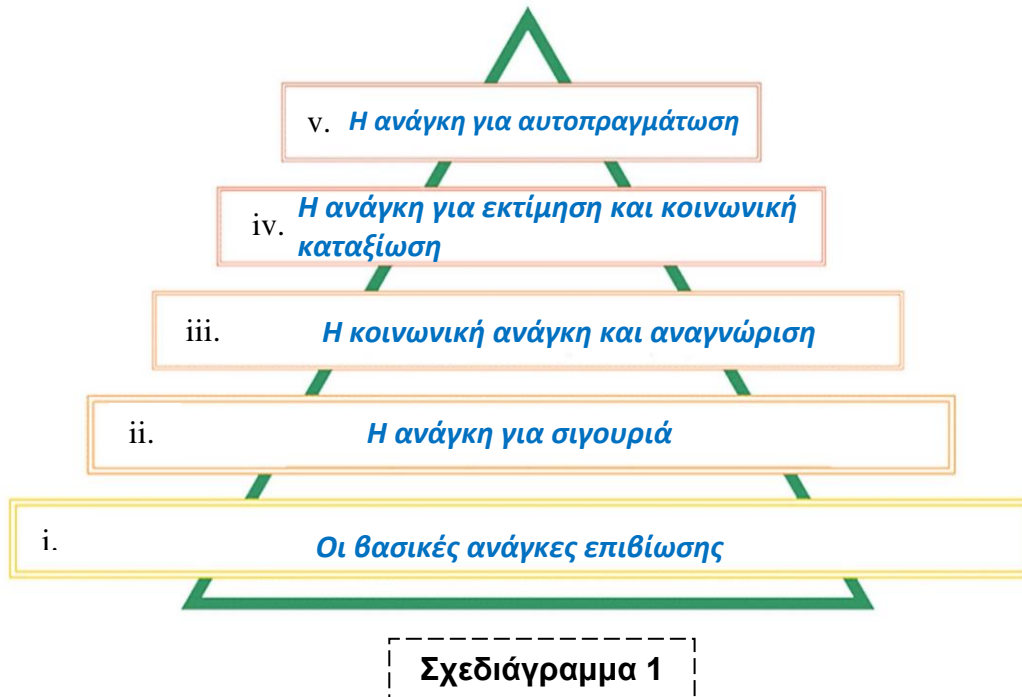 v. Η ανάγκη για αυτοπραγμάτωση
iv. Η ανάγκη για εκτίμηση και κοινωνική
καταξίωση
iii. Η κοινωνική ανάγκη και αναγνώριση
ii. Η ανάγκη για σιγουριά
i. Οι βασικές ανάγκες επιβίωσης
Σχεδιάγραμμα 1